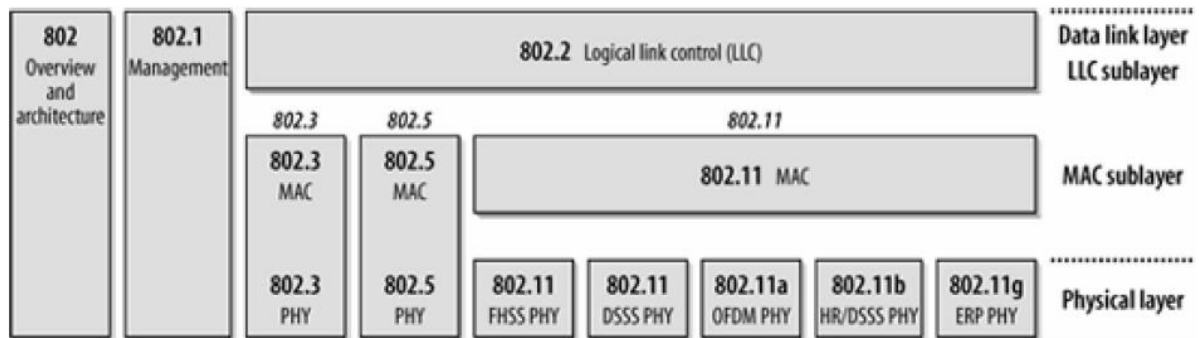 802
Overview
and
architecture
802.1
Management
802.2 Logical link control (LLC)
Data link layer
LLC sublayer
802.3
802.5
802.11
802.3
MAC
802.5
MAC
802.11 MAC
MAC sublayer
802.3
PHY
802.5
PHY
802.11
FHSS PHY
802.11
DSSS PHY
802.11a
OFDM PHY
802.11b
HR/DSSS PHY
802.11g
ERP PHY
Physical layer